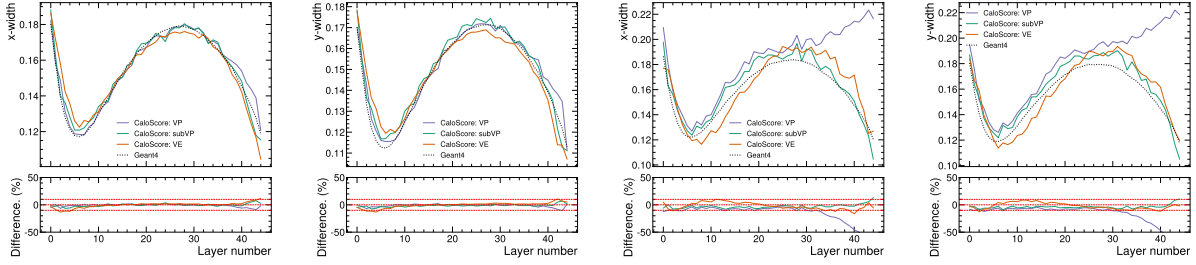 x-width
0.18
0.16
0.14
0.12
CaloScore: VP
CaloScore: subVP
CaloScore: VE
Geant4
Difference. (%)
50
0
-50
0
10
20
30
40
Layer number
y-width
0.18
0.17
0.16
0.15
0.14
0.13
0.12
0.11
CaloScore: VP
CaloScore: subVP
CaloScore: VE
Geant4
Difference. (%)
50
0
-50
0
10
20
30
40
Layer number
x-width
0.22
0.20
0.18
0.16
0.14
0.12
0.10
CaloScore: VP
CaloScore: subVP
CaloScore: VE
Geant4
Difference. (%)
50
0
-50
0
10
20
30
40
Layer number
y-width
0.22
0.20
0.18
0.16
0.14
0.12
0.10
CaloScore: VP
CaloScore: subVP
CaloScore: VE
Geant4
Difference. (%)
50
0
-50
0
10
20
30
40
Layer number